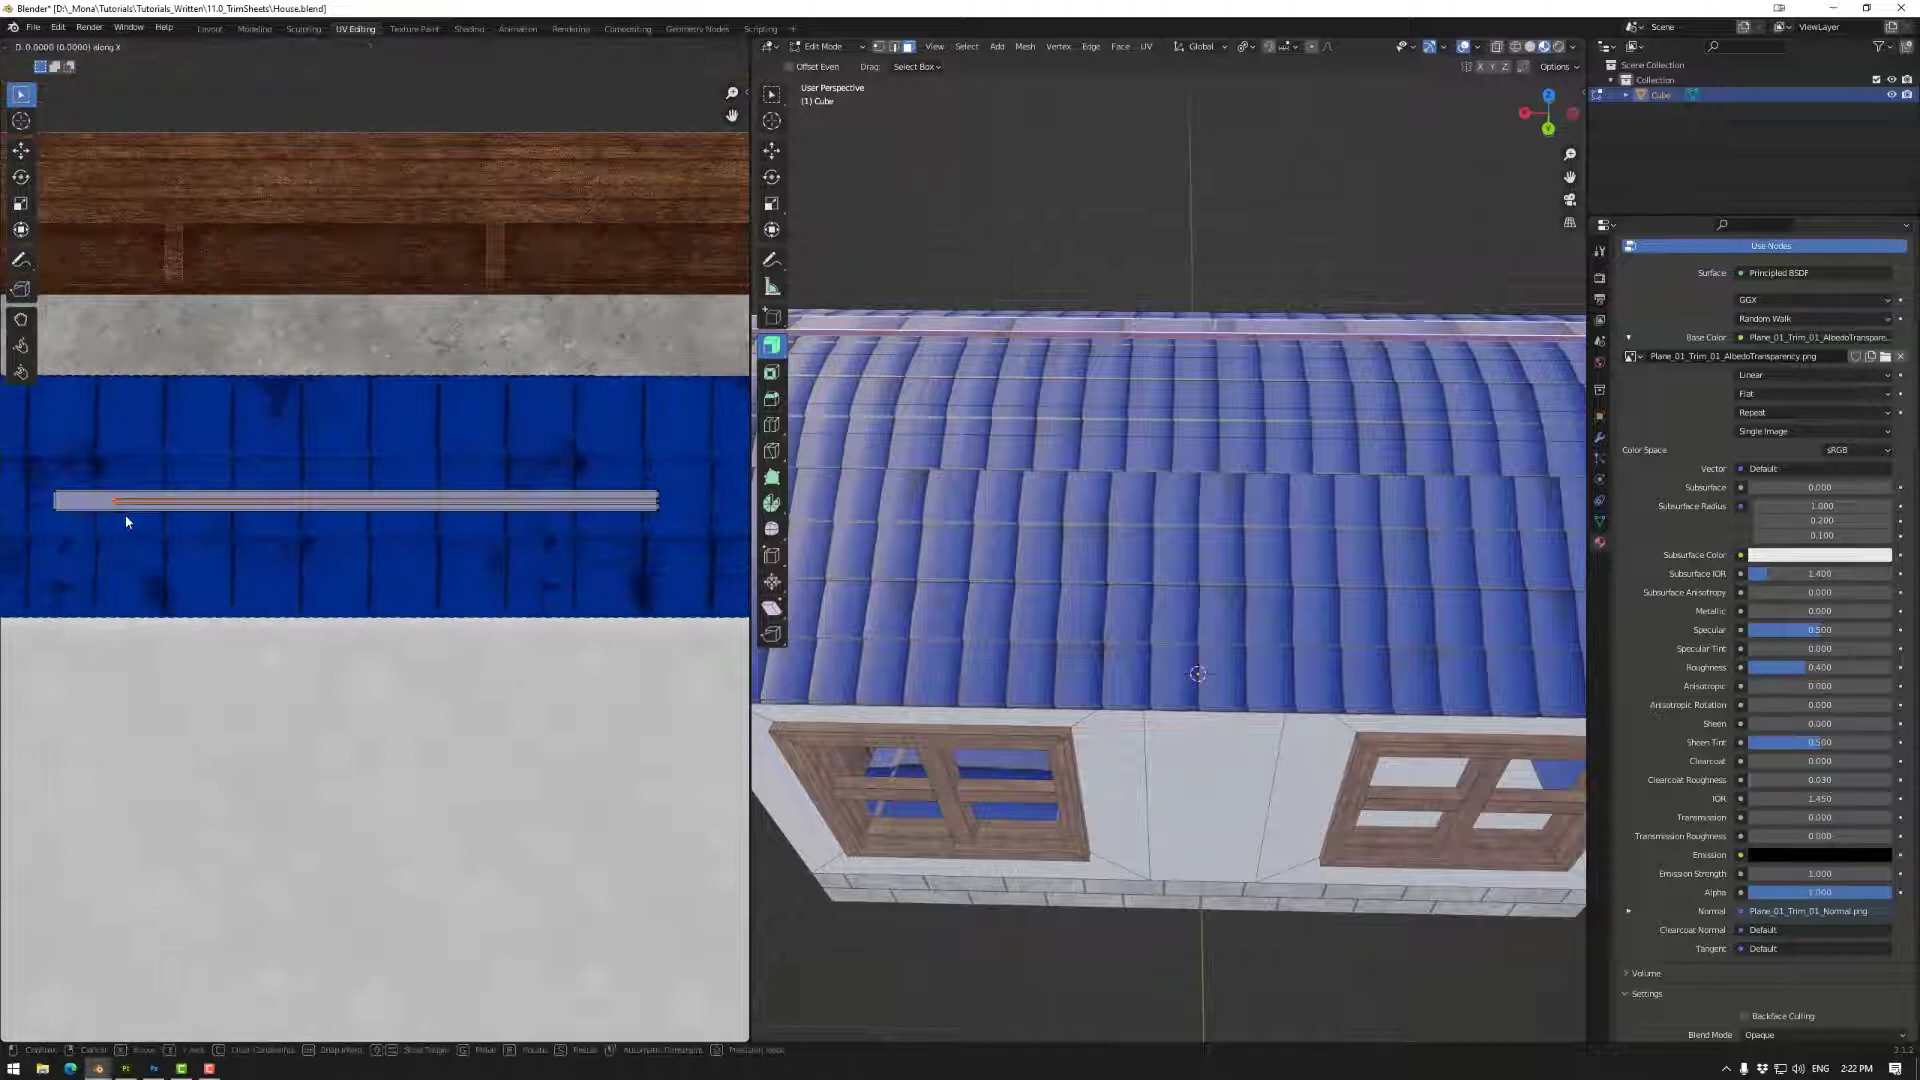 Blender* [D:\_Mona\Tutorials\Tutorials_Written\11.0_TrimSheets\House.blend]
File Edit Render Window Help Layout Modeling Sculpting UV Editing Texture Paint Shading Animation Rendering Compositing Geometry Nodes Scripting
Scene ViewLayer
D: 0.0000 (0.0000) along X
Edit Mode View Select Add Mesh Vertex Edge Face UV Global
Offset Even Drag: Select Box X Y Z Options
User Perspective
(1) Cube
Scene Collection
Collection
Cube
Z
Y
Use Nodes
Surface Principled BSDF
GGX
Random Walk
Base Color Plane_01_Trim_01_AlbedoTranspare...
Plane_01_Trim_01_AlbedoTransparency.png
Linear
Flat
Repeat
Single Image
Color Space sRGB
Vector Default
Subsurface 0.000
Subsurface Radius 1.000
0.200
0.100
Subsurface Color
Subsurface IOR 1.400
Subsurface Anisotropy 0.000
Metallic 0.000
Specular 0.500
Specular Tint 0.000
Roughness 0.400
Anisotropic 0.000
Anisotropic Rotation 0.000
Sheen 0.000
Sheen Tint 0.500
Clearcoat 0.000
Clearcoat Roughness 0.030
IOR 1.450
Transmission 0.000
Transmission Roughness 0.000
Emission
Emission Strength 1.000
Alpha 1.000
Normal Plane_01_Trim_01_Normal.png
Clearcoat Normal Default
Tangent Default
Volume
Settings
Backface Culling
Blend Mode Opaque
Confirm Cancel
3.1.2
ENG 2:22 PM